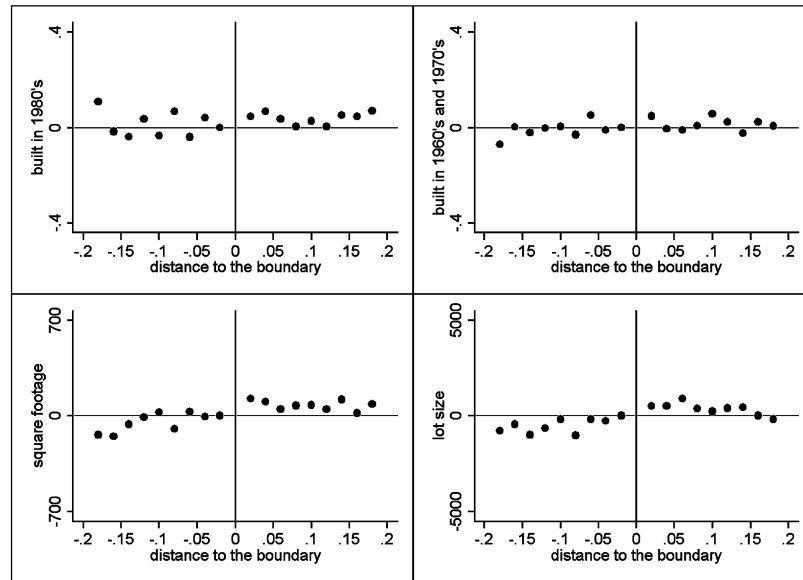 built in 1980's
.4
0
-.4
-.2 -.15 -.1 -.05 0 .05 .1 .15 .2
distance to the boundary
built in 1960's and 1970's
.4
0
-.4
-.2 -.15 -.1 -.05 0 .05 .1 .15 .2
distance to the boundary
square footage
700
0
-700
-.2 -.15 -.1 -.05 0 .05 .1 .15 .2
distance to the boundary
lot size
5000
0
-5000
-.2 -.15 -.1 -.05 0 .05 .1 .15 .2
distance to the boundary